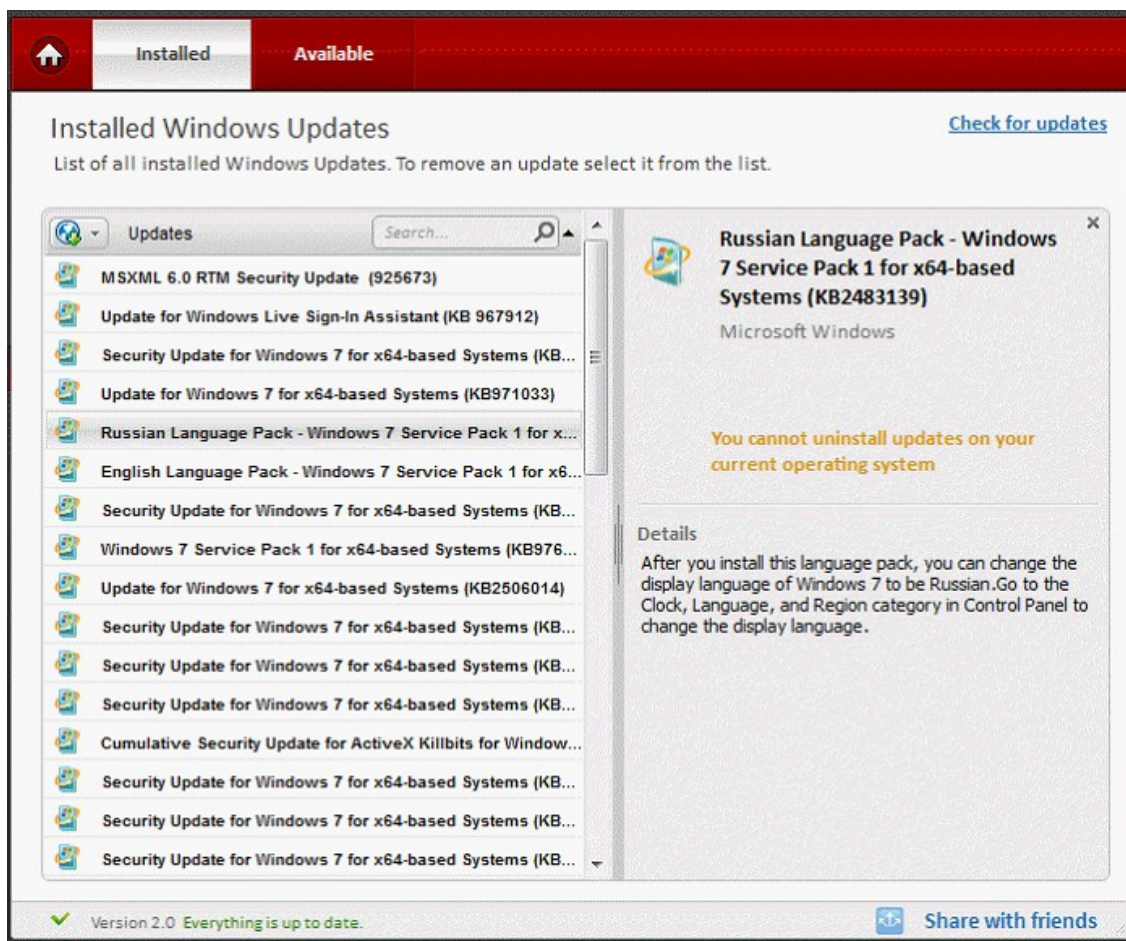 Installed
Available
Installed Windows Updates
Check for updates
List of all installed Windows Updates. To remove an update select it from the list.
Updates
Search...
MSXML 6.0 RTM Security Update (925673)
Update for Windows Live Sign-In Assistant (KB 967912)
Security Update for Windows 7 for x64-based Systems (KB...
Update for Windows 7 for x64-based Systems (KB971033)
Russian Language Pack - Windows 7 Service Pack 1 for x...
English Language Pack - Windows 7 Service Pack 1 for x6...
Security Update for Windows 7 for x64-based Systems (KB...
Windows 7 Service Pack 1 for x64-based Systems (KB976...
Update for Windows 7 for x64-based Systems (KB2506014)
Security Update for Windows 7 for x64-based Systems (KB...
Security Update for Windows 7 for x64-based Systems (KB...
Security Update for Windows 7 for x64-based Systems (KB...
Cumulative Security Update for ActiveX Killbits for Window...
Security Update for Windows 7 for x64-based Systems (KB...
Security Update for Windows 7 for x64-based Systems (KB...
Security Update for Windows 7 for x64-based Systems (KB...
Russian Language Pack - Windows
7 Service Pack 1 for x64-based
Systems (KB2483139)
Microsoft Windows
You cannot uninstall updates on your
current operating system
Details
After you install this language pack, you can change the
display language of Windows 7 to be Russian.Go to the
Clock, Language, and Region category in Control Panel to
change the display language.
Version 2.0 Everything is up to date.
Share with friends